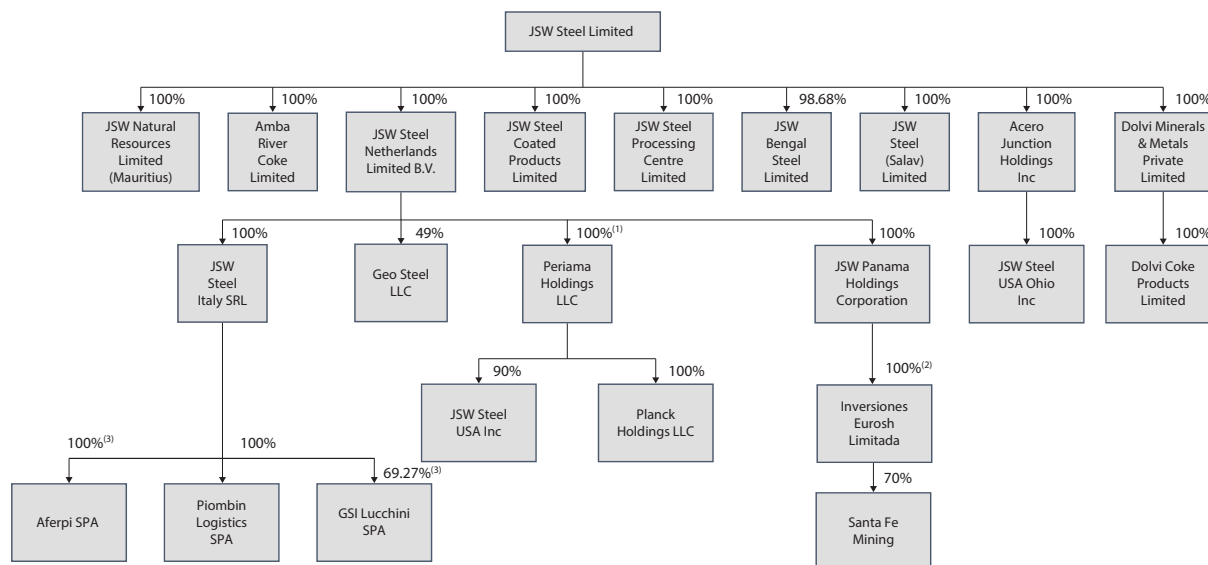 JSW Steel Limited
100%
100%
100%
100%
100%
98.68%
100%
100%
100%
JSW Natural
Resources
Limited
(Mauritius)
Amba
River
Coke
Limited
JSW Steel
Netherlands
Limited B.V.
JSW Steel
Coated
Products
Limited
JSW Steel
Processing
Centre
Limited
JSW
Bengal
Steel
Limited
JSW
Steel
(Salav)
Limited
Acero
Junction
Holdings
Inc
Dolvi Minerals
& Metals
Private
Limited
100%
49%
100%(1)
100%
100%
100%
JSW
Steel
Italy SRL
Geo Steel
LLC
Periama
Holdings
LLC
JSW Panama
Holdings
Corporation
JSW Steel
USA Ohio
Inc
Dolvi Coke
Products
Limited
90%
100%
100%(2)
JSW Steel
USA Inc
Planck
Holdings LLC
Inversiones
Eurosh
Limitada
100%(3)
100%
69.27%(3)
70%
Aferpi SPA
Piombin
Logistics
SPA
GSI Lucchini
SPA
Santa Fe
Mining